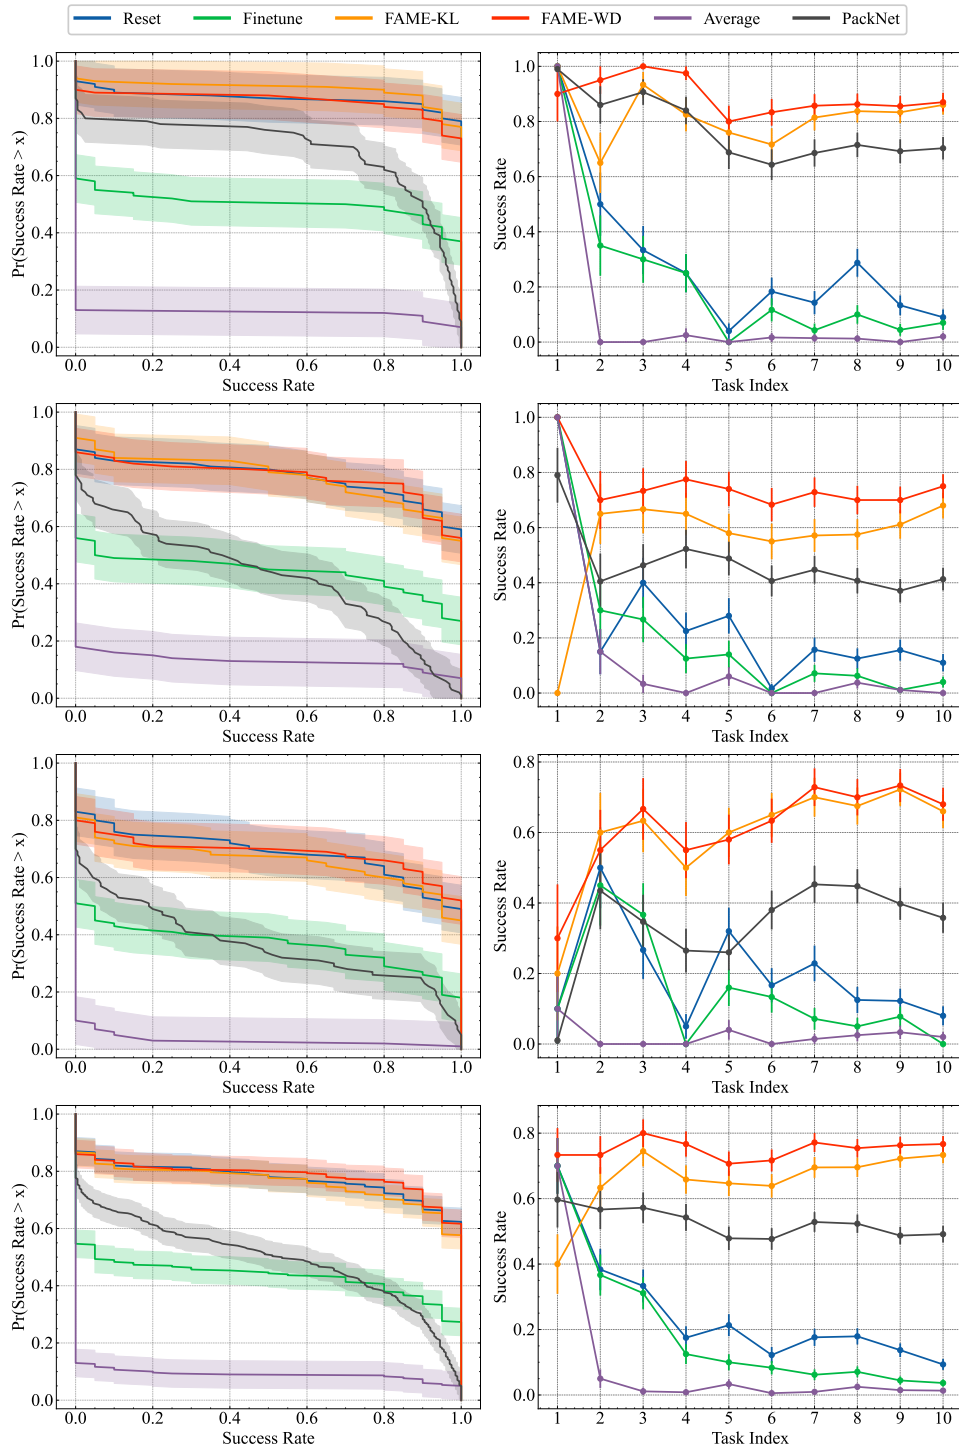 Reset Finetune FAME-KL FAME-WD Average PackNet
Pr(Success Rate > x)
1.0
0.8
0.6
0.4
0.2
0.0
0.0 0.2 0.4 0.6 0.8 1.0
Success Rate
Success Rate
1.0
0.8
0.6
0.4
0.2
0.0
1 2 3 4 5 6 7 8 9 10
Task Index
Pr(Success Rate > x)
1.0
0.8
0.6
0.4
0.2
0.0
0.0 0.2 0.4 0.6 0.8 1.0
Success Rate
Success Rate
1.0
0.8
0.6
0.4
0.2
0.0
1 2 3 4 5 6 7 8 9 10
Task Index
Pr(Success Rate > x)
1.0
0.8
0.6
0.4
0.2
0.0
0.0 0.2 0.4 0.6 0.8 1.0
Success Rate
Success Rate
0.8
0.6
0.4
0.2
0.0
1 2 3 4 5 6 7 8 9 10
Task Index
Pr(Success Rate > x)
1.0
0.8
0.6
0.4
0.2
0.0
0.0 0.2 0.4 0.6 0.8 1.0
Success Rate
Success Rate
0.8
0.6
0.4
0.2
0.0
1 2 3 4 5 6 7 8 9 10
Task Index